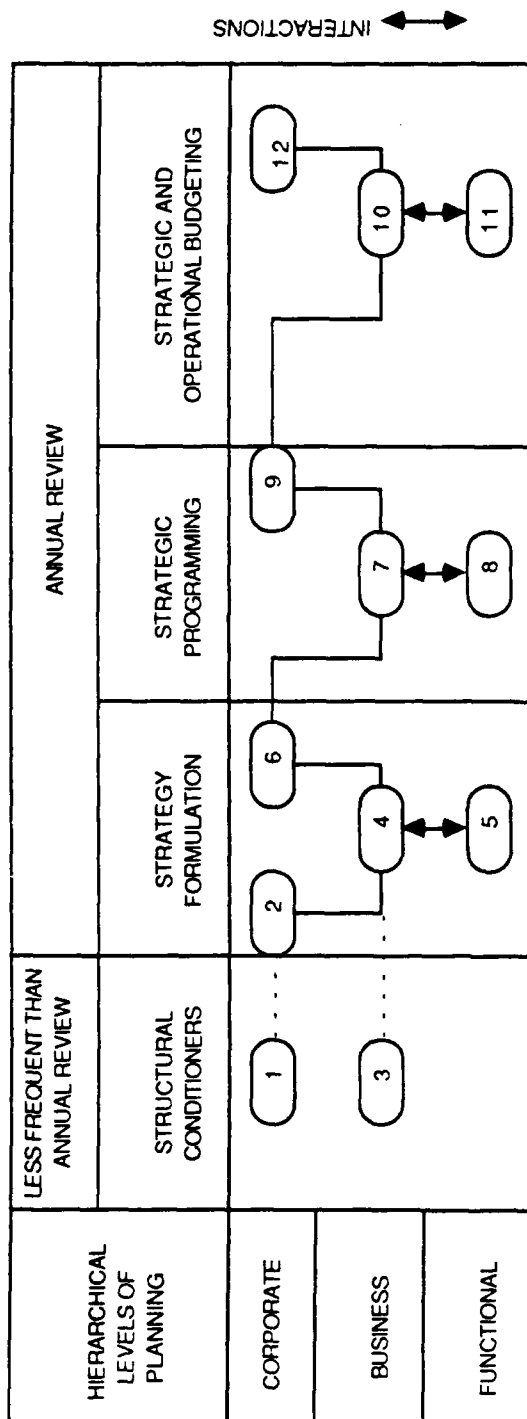 HIERARCHICAL
LEVELS OF
PLANNING
LESS FREQUENT THAN
ANNUAL REVIEW
ANNUAL REVIEW
STRUCTURAL
CONDITIONERS
STRATEGY
FORMULATION
STRATEGIC
PROGRAMMING
STRATEGIC AND
OPERATIONAL BUDGETING
CORPORATE
1
2
6
9
12
BUSINESS
3
4
7
10
FUNCTIONAL
5
8
11
INTERACTIONS